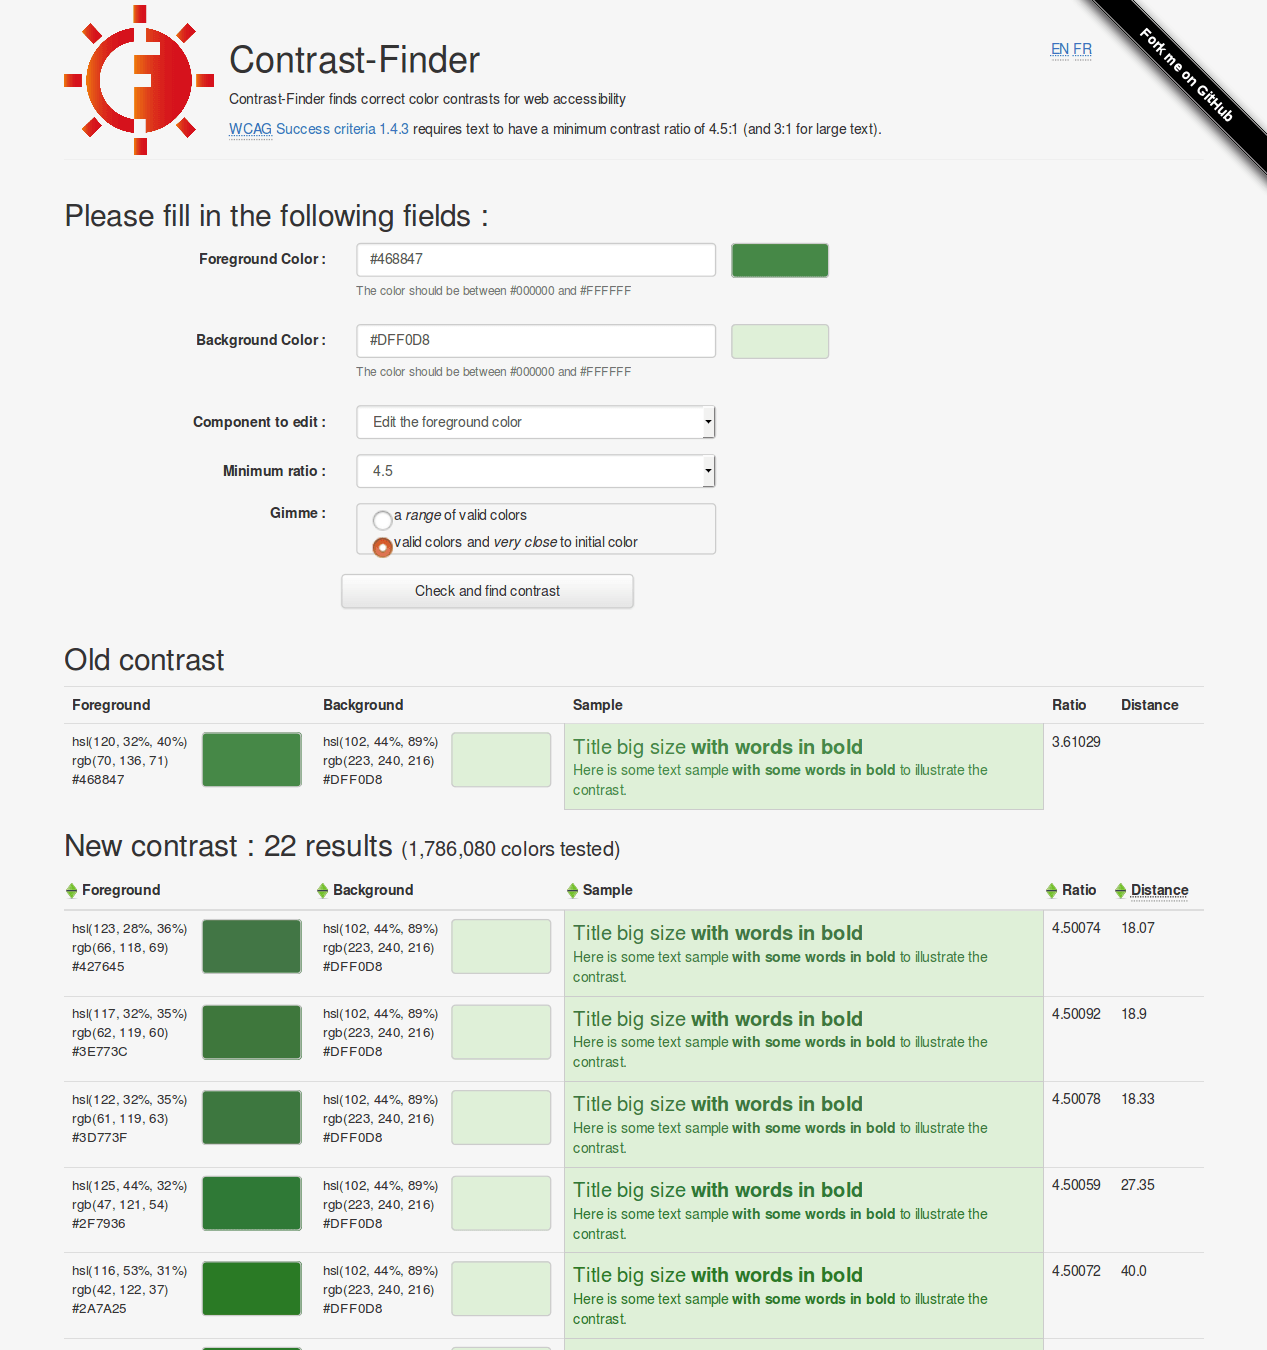 Contrast-Finder
EN FR
Fork me on GitHub
Contrast-Finder finds correct color contrasts for web accessibility
WCAG Success criteria 1.4.3 requires text to have a minimum contrast ratio of 4.5:1 (and 3:1 for large text).
Please fill in the following fields :
Foreground Color : #468847
The color should be between #000000 and #FFFFFF
Background Color : #DFF0D8
The color should be between #000000 and #FFFFFF
Component to edit : Edit the foreground color
Minimum ratio : 4.5
Gimme : a range of valid colors
valid colors and very close to initial color
Check and find contrast
Old contrast
Foreground Background Sample Ratio Distance
hsl(120, 32%, 40%) hsl(102, 44%, 89%) Title big size with words in bold 3.61029
rgb(70, 136, 71) rgb(223, 240, 216) Here is some text sample with some words in bold to illustrate the
#468847 #DFF0D8 contrast.
New contrast : 22 results (1,786,080 colors tested)
Foreground Background Sample Ratio Distance
hsl(123, 28%, 36%) hsl(102, 44%, 89%) Title big size with words in bold 4.50074 18.07
rgb(66, 118, 69) rgb(223, 240, 216) Here is some text sample with some words in bold to illustrate the
#427645 #DFF0D8 contrast.
hsl(117, 32%, 35%) hsl(102, 44%, 89%) Title big size with words in bold 4.50092 18.9
rgb(62, 119, 60) rgb(223, 240, 216) Here is some text sample with some words in bold to illustrate the
#3E773C #DFF0D8 contrast.
hsl(122, 32%, 35%) hsl(102, 44%, 89%) Title big size with words in bold 4.50078 18.33
rgb(61, 119, 63) rgb(223, 240, 216) Here is some text sample with some words in bold to illustrate the
#3D773F #DFF0D8 contrast.
hsl(125, 44%, 32%) hsl(102, 44%, 89%) Title big size with words in bold 4.50059 27.35
rgb(47, 121, 54) rgb(223, 240, 216) Here is some text sample with some words in bold to illustrate the
#2F7936 #DFF0D8 contrast.
hsl(116, 53%, 31%) hsl(102, 44%, 89%) Title big size with words in bold 4.50072 40.0
rgb(42, 122, 37) rgb(223, 240, 216) Here is some text sample with some words in bold to illustrate the
#2A7A25 #DFF0D8 contrast.